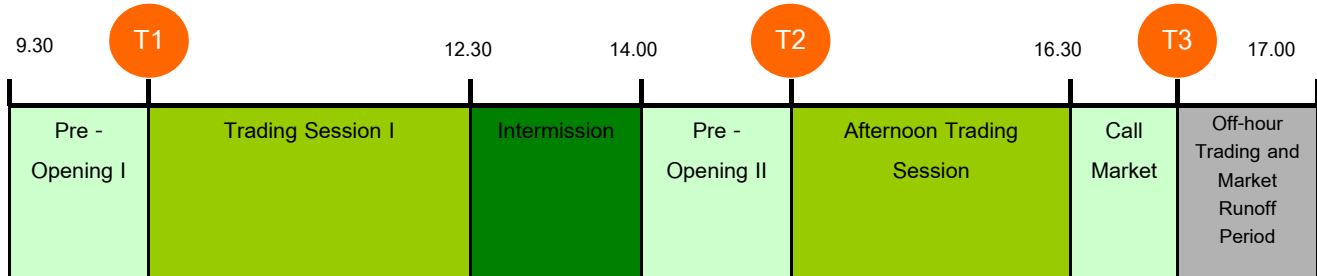 9.30
T1
12.30
14.00
T2
16.30
T3
17.00
Pre -
Opening I
Trading Session I
Intermission
Pre -
Opening II
Afternoon Trading
Session
Call
Market
Off-hour
Trading and
Market
Runoff
Period